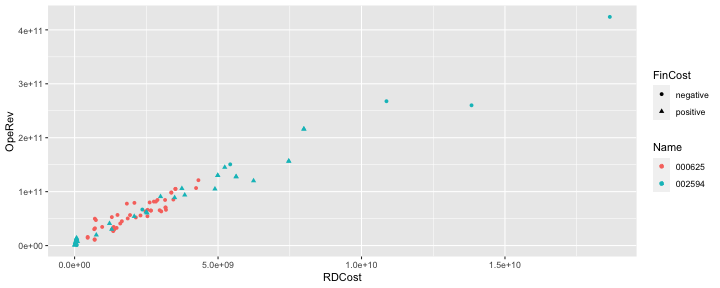 4e+11
3e+11
2e+11
1e+11
0e+00
OpeRev
0.0e+00
5.0e+09
1.0e+10
1.5e+10
RDCost
FinCost
negative
positive
Name
000625
002594